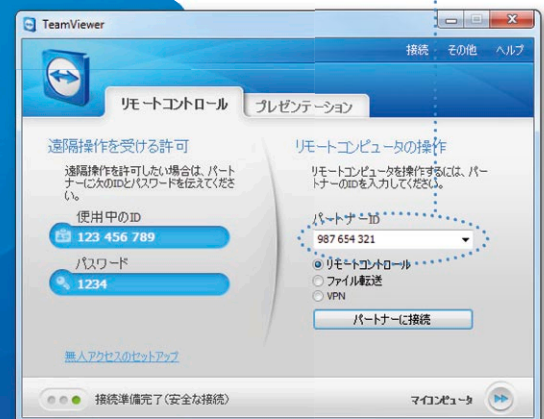 TeamViewer
接続 その他 ヘルプ
リモートコントロール プレゼンテーション
遠隔操作を受ける許可
遠隔操作を許可したい場合は、パート
ナーに次のIDとパスワードを伝えてくださ
い。
使用中のID
123 456 789
パスワード
1234
無人アクセスのセットアップ
リモートコンピュータの操作
リモートコンピュータを操作するには、パー
トナーのIDを入力してください。
パートナーID
987 654 321
リモートコントロール
ファイル転送
VPN
パートナーに接続
接続準備完了(安全な接続)
マイコンピュータ